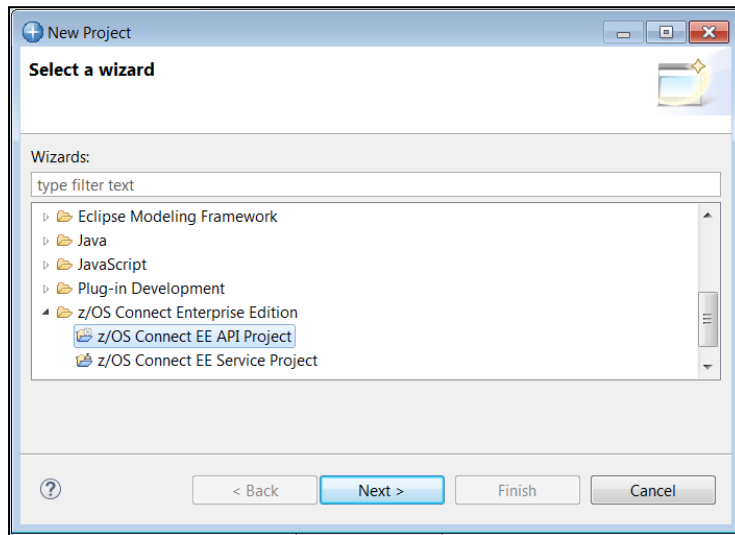 New Project
Select a wizard
Wizards:
type filter text
Eclipse Modeling Framework
Java
JavaScript
Plug-in Development
z/OS Connect Enterprise Edition
z/OS Connect EE API Project
z/OS Connect EE Service Project
?
< Back Next > Finish Cancel